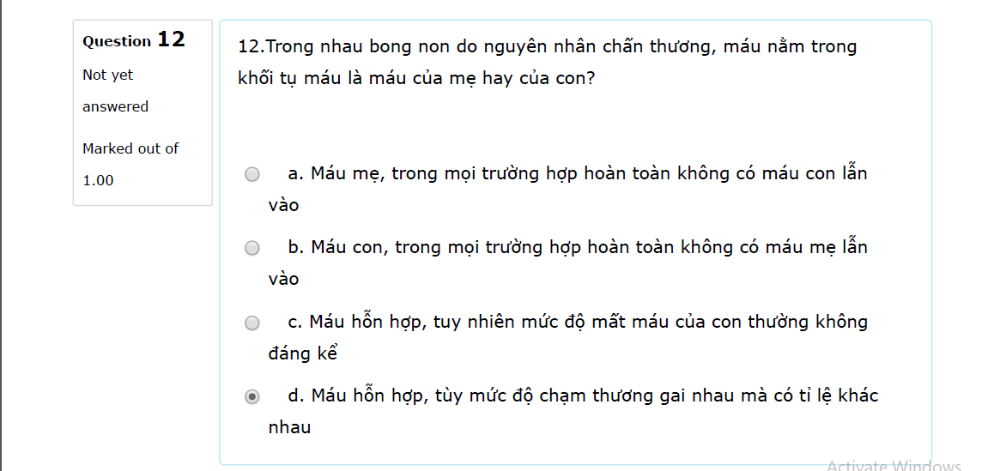 Question 12
Not yet
answered
Marked out of
1.00
12.Trong nhau bong non do nguyên nhân chấn thương, máu nằm trong
khối tụ máu là máu của mẹ hay của con?
a. Máu mẹ, trong mọi trường hợp hoàn toàn không có máu con lẫn
vào
b. Máu con, trong mọi trường hợp hoàn toàn không có máu mẹ lẫn
vào
c. Máu hỗn hợp, tuy nhiên mức độ mất máu của con thường không
đáng kể
d. Máu hỗn hợp, tùy mức độ chạm thương gai nhau mà có tỉ lệ khác
nhau
Activate Windows